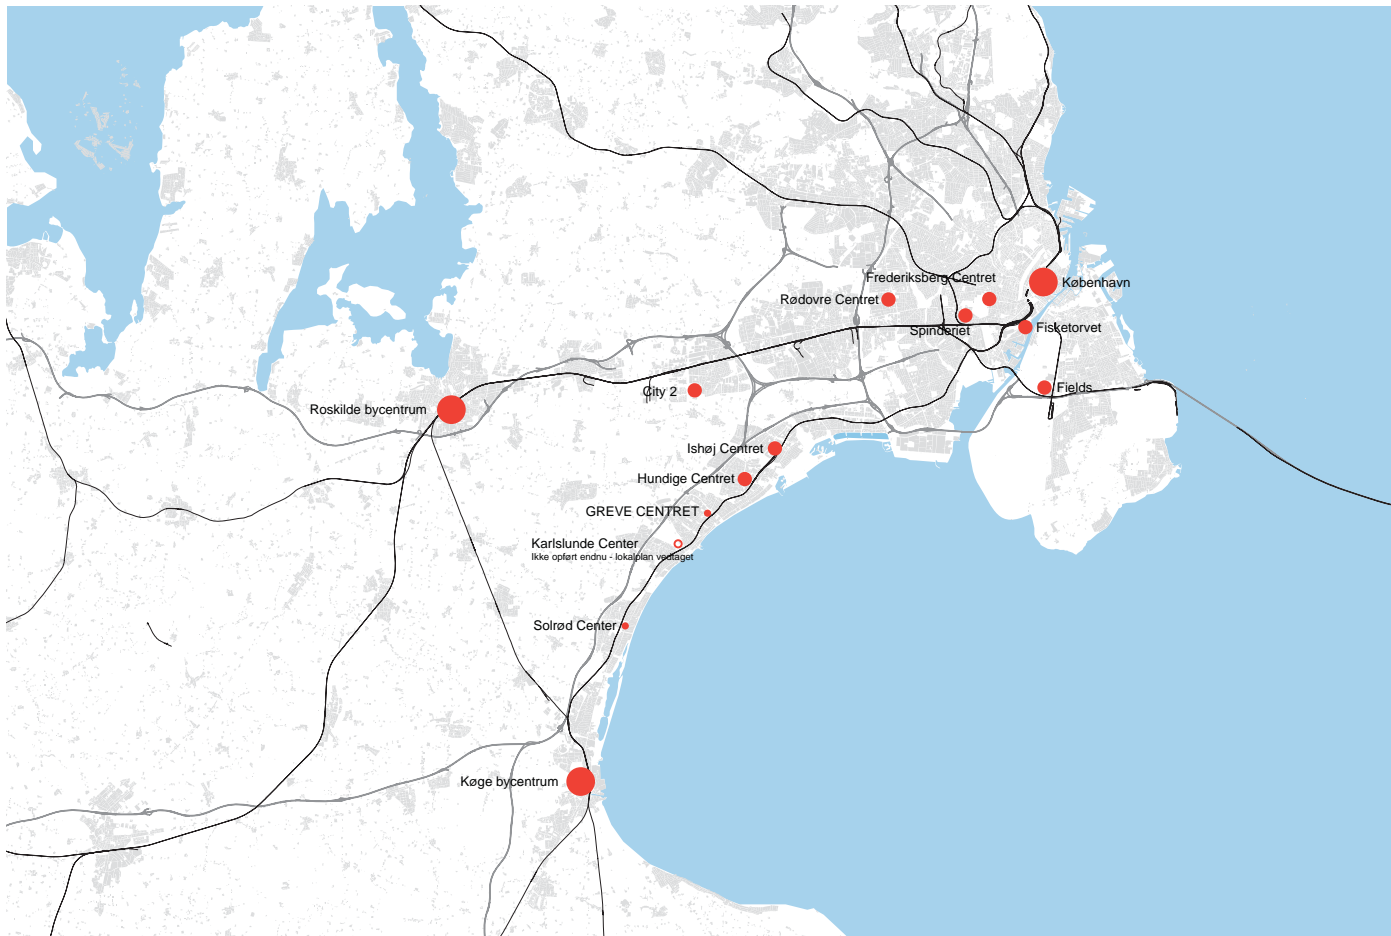 Frederiksberg Centret
København
Rødovre Centret
Fisketorvet
Spinderiet
City 2
Fields
Roskilde bycentrum
Ishøj Centret
Hundige Centret
GREVE CENTRET
Karlslunde Center
Ikke opført endnu - lokalplan vedtaget
Solrød Center
Køge bycentrum